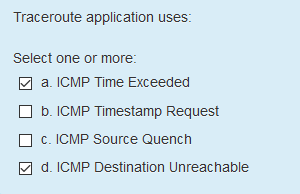 Traceroute application uses:
Select one or more:
a. ICMP Time Exceeded
b. ICMP Timestamp Request
c. ICMP Source Quench
d. ICMP Destination Unreachable